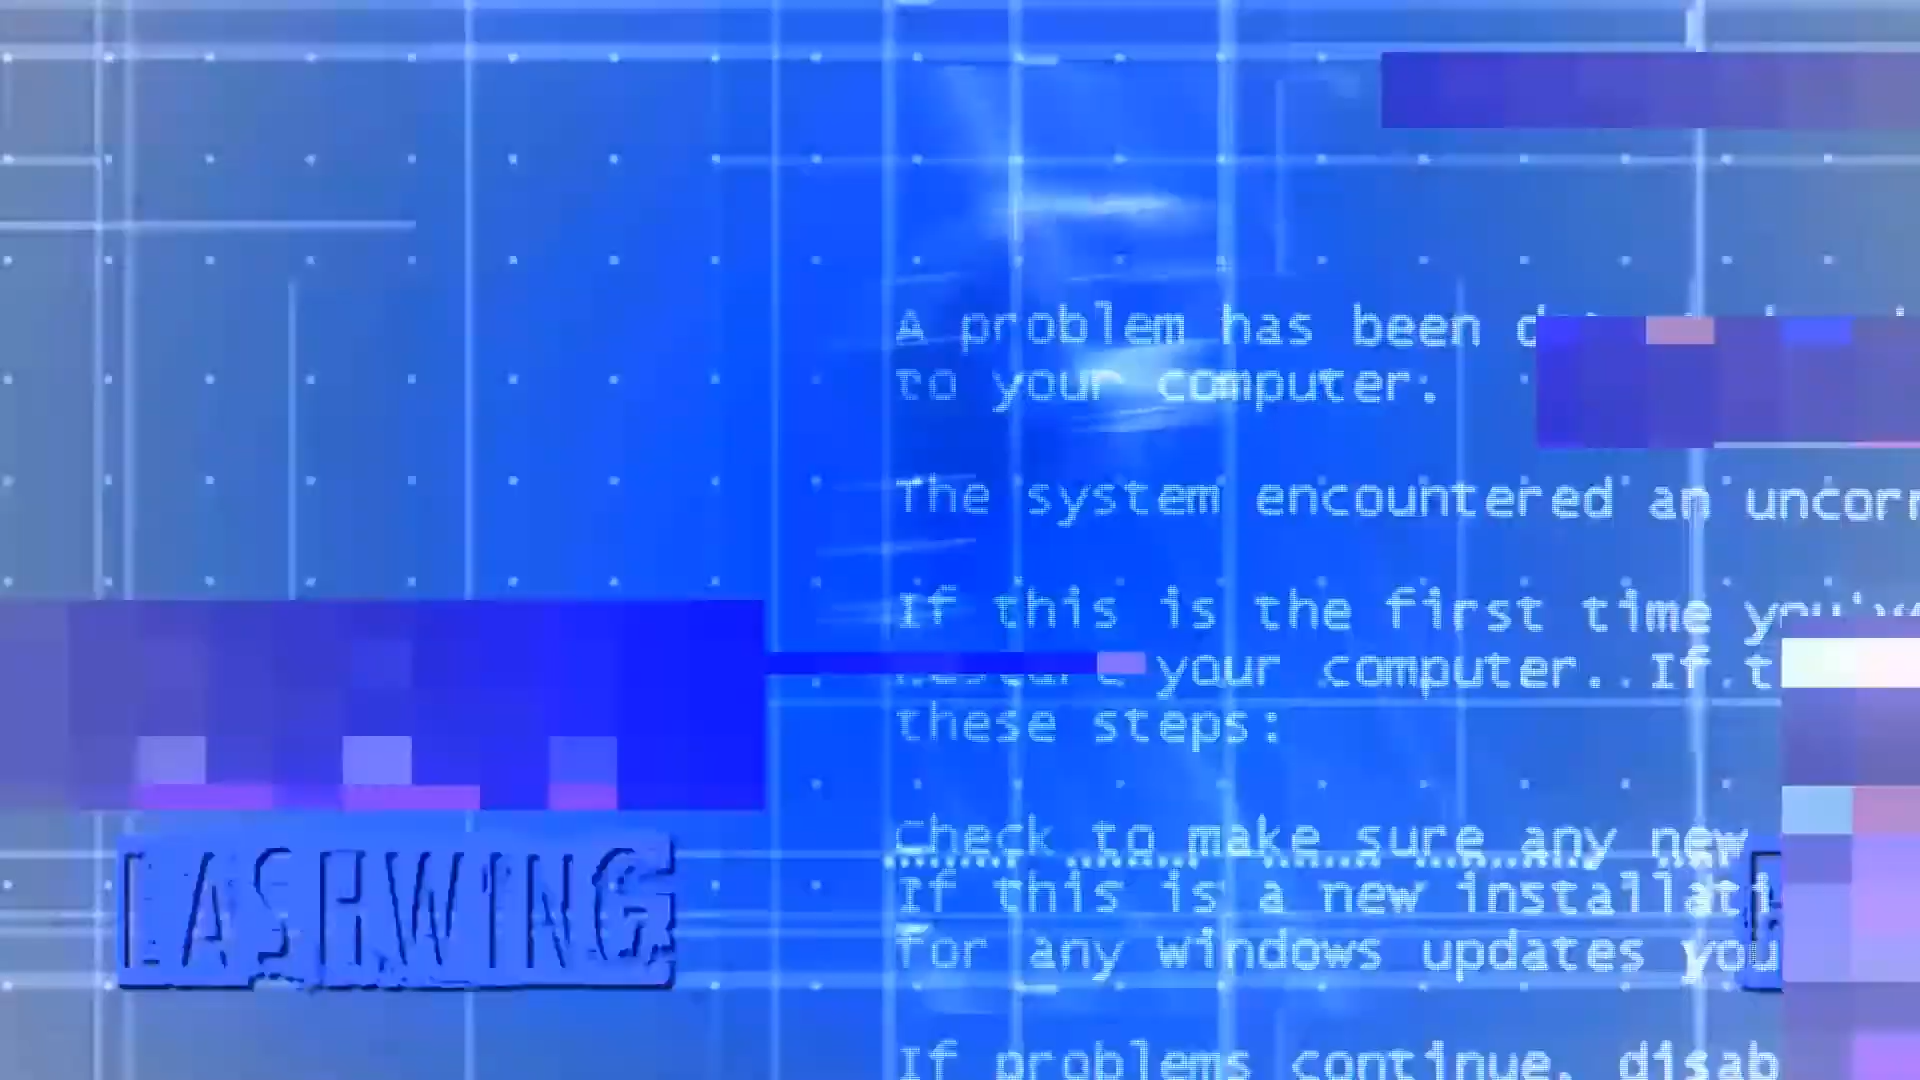 A problem has been
to your computer.
The system encountered an
If this is the first time
your computer. If
these steps:
check to make sure any new
If this is a new
for any windows updates you
If problems continue,
LASHWING